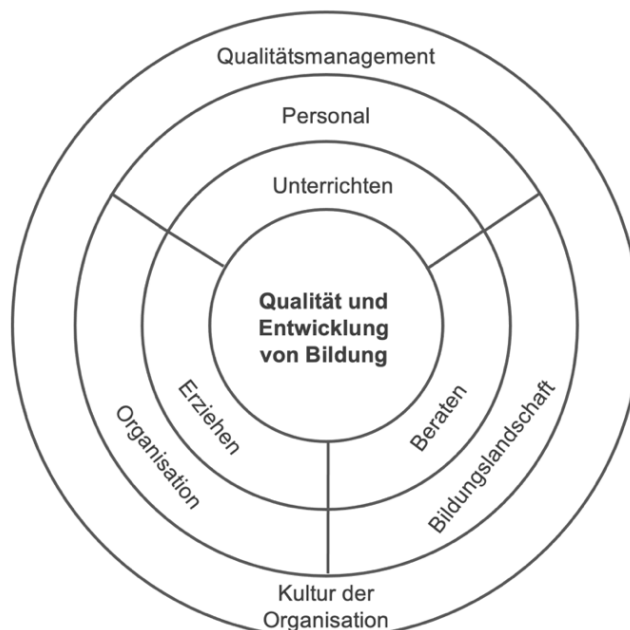 Qualitätsmanagement
Personal
Unterrichten
Qualität und
Entwicklung
von Bildung
Erziehen
Beraten
Organisation
Bildungslandschaft
Kultur der
Organisation